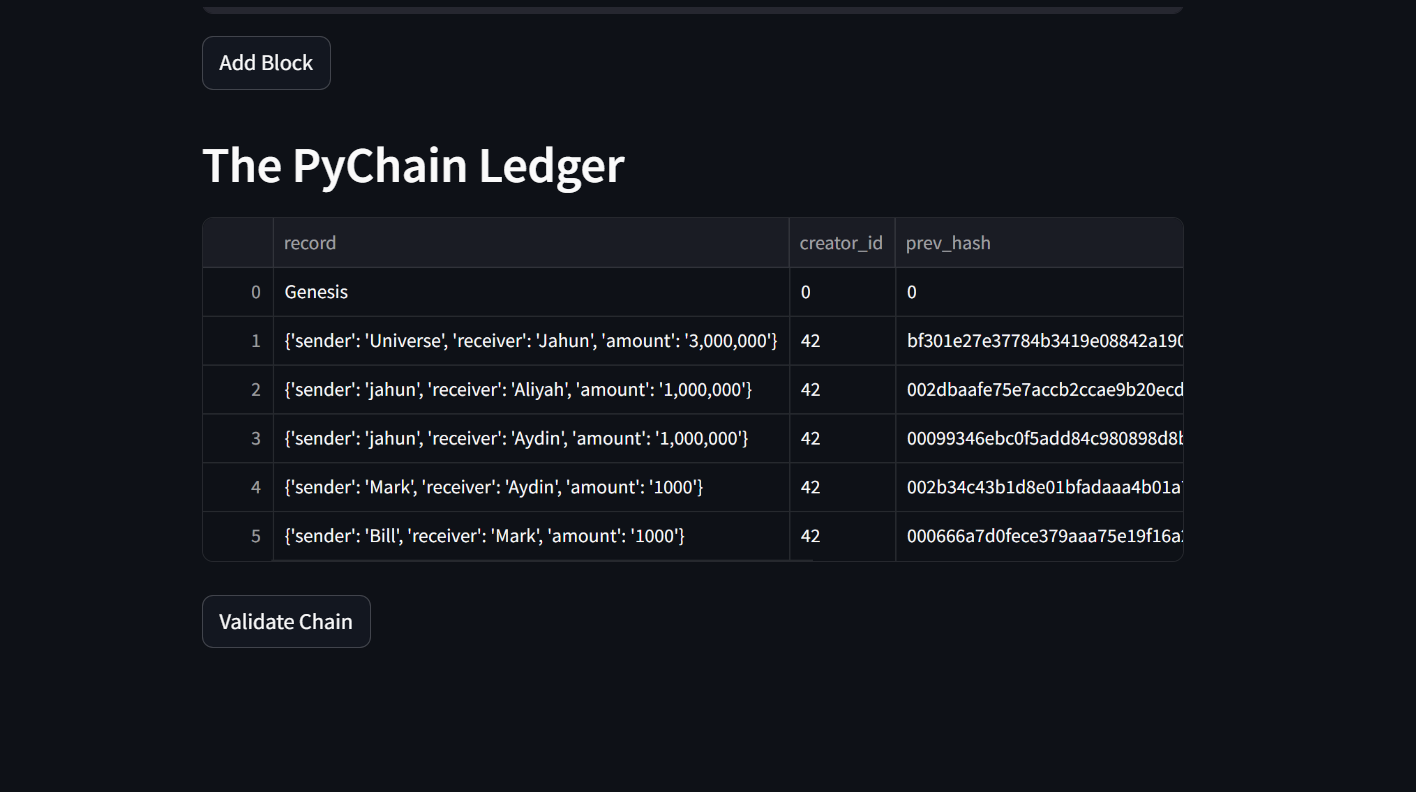 Add Block
The PyChain Ledger
record creator_id prev_hash
0 Genesis 0 0
1 {'sender': 'Universe', 'receiver': 'Jahun', 'amount': '3,000,000'} 42 bf301e27e37784b3419e08842a190
2 {'sender': 'jahun', 'receiver': 'Aliyah', 'amount': '1,000,000'} 42 002dbaafe75e7accb2ccae9b20ecd
3 {'sender': 'jahun', 'receiver': 'Aydin', 'amount': '1,000,000'} 42 00099346ebc0f5add84c980898d8b
4 {'sender': 'Mark', 'receiver': 'Aydin', 'amount': '1000'} 42 002b34c43b1d8e01bfadaaa4b01a
5 {'sender': 'Bill', 'receiver': 'Mark', 'amount': '1000'} 42 000666a7d0fece379aaa75e19f16a
Validate Chain